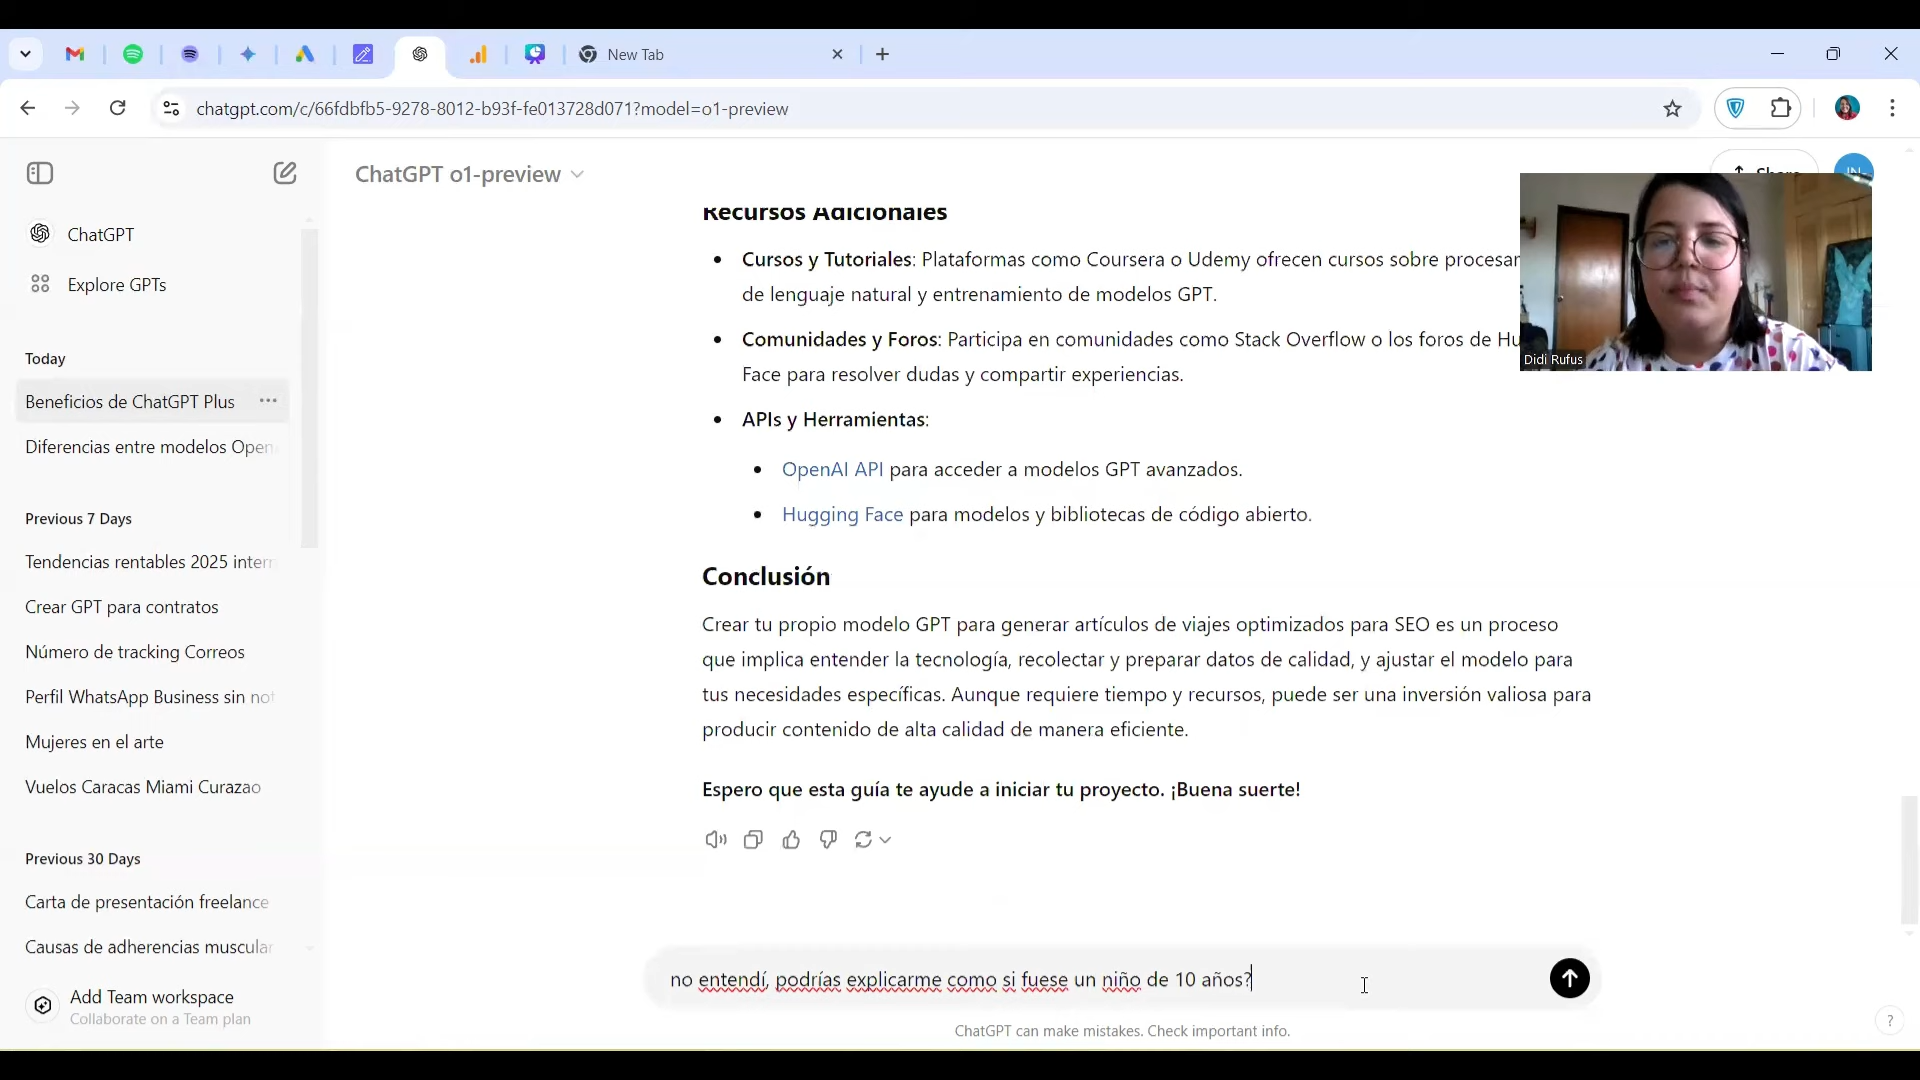 New Tab
chatgpt.com/c/66fdbfb5-9278-8012-b93f-fe013728d071?model=o1-preview
ChatGPT o1-preview
Share
ChatGPT
Explore GPTs
Today
Beneficios de ChatGPT Plus
Diferencias entre modelos Open
Previous 7 Days
Tendencias rentables 2025 intern
Crear GPT para contratos
Número de tracking Correos
Perfil WhatsApp Business sin not
Mujeres en el arte
Vuelos Caracas Miami Curazao
Previous 30 Days
Carta de presentación freelance
Causas de adherencias muscular
Add Team workspace
Collaborate on a Team plan
Recursos Adicionales
• Cursos y Tutoriales: Plataformas como Coursera o Udemy ofrecen cursos sobre procesar
de lenguaje natural y entrenamiento de modelos GPT.
• Comunidades y Foros: Participa en comunidades como Stack Overflow o los foros de Hu
Face para resolver dudas y compartir experiencias.
• APIs y Herramientas:
• OpenAI API para acceder a modelos GPT avanzados.
• Hugging Face para modelos y bibliotecas de código abierto.
Conclusión
Crear tu propio modelo GPT para generar artículos de viajes optimizados para SEO es un proceso
que implica entender la tecnología, recolectar y preparar datos de calidad, y ajustar el modelo para
tus necesidades específicas. Aunque requiere tiempo y recursos, puede ser una inversión valiosa para
producir contenido de alta calidad de manera eficiente.
Espero que esta guía te ayude a iniciar tu proyecto. ¡Buena suerte!
no entendí, podrías explicarme como si fuese un niño de 10 años?
ChatGPT can make mistakes. Check important info.
?
Didi Rufus